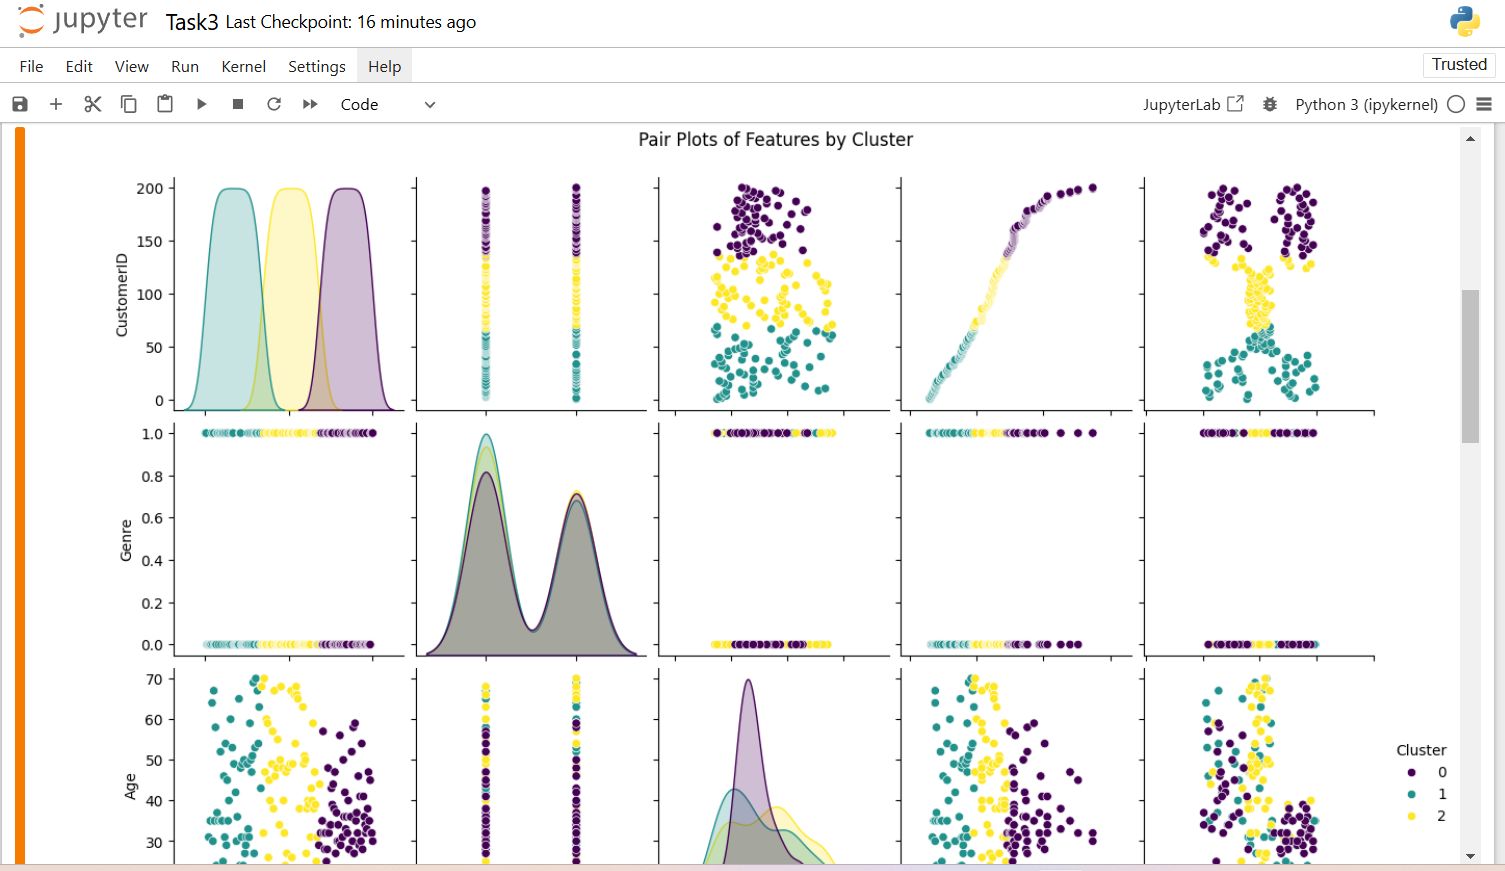 jupyter Task3 Last Checkpoint: 16 minutes ago
File Edit View Run Kernel Settings Help Trusted
Code JupyterLab Python 3 (ipykernel)
Pair Plots of Features by Cluster
200
150
100
50
0
CustomerID
1.0
0.8
0.6
0.4
0.2
0.0
Genre
70
60
50
40
30
Age
Cluster
0
1
2